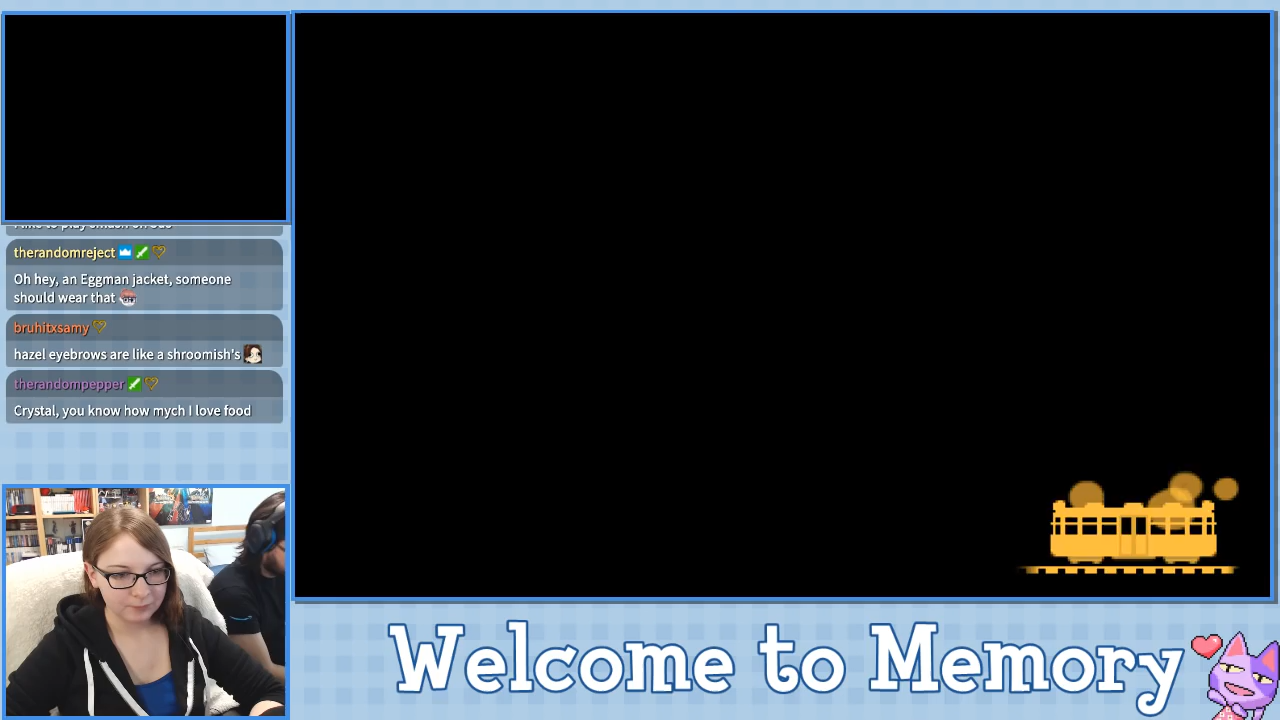 therandomreject
Oh hey, an Eggman jacket, someone
should wear that
bruhitxsamy
hazel eyebrows are like a shroomish's
therandompepper
Crystal, you know how mych I love food
Welcome to Memory